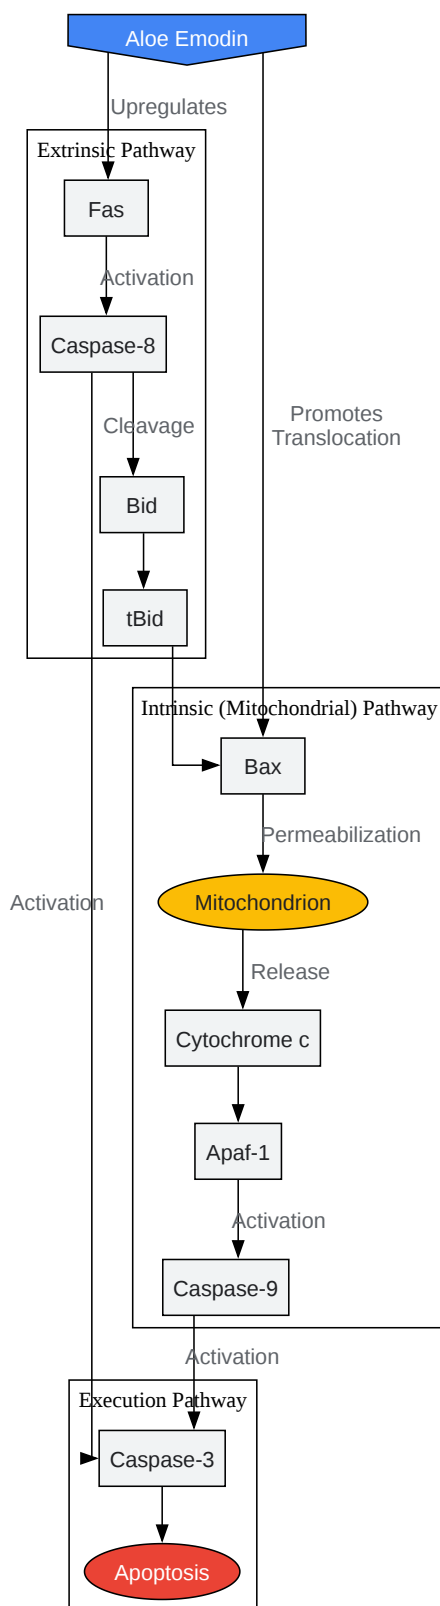 Aloe Emodin
Upregulates
Extrinsic Pathway
Fas
Activation
Caspase-8
Cleavage
Promotes
Translocation
Bid
tBid
Intrinsic (Mitochondrial) Pathway
Bax
Permeabilization
Activation
Mitochondrion
Release
Cytochrome c
Apaf-1
Activation
Caspase-9
Activation
Execution Pathway
Caspase-3
Apoptosis